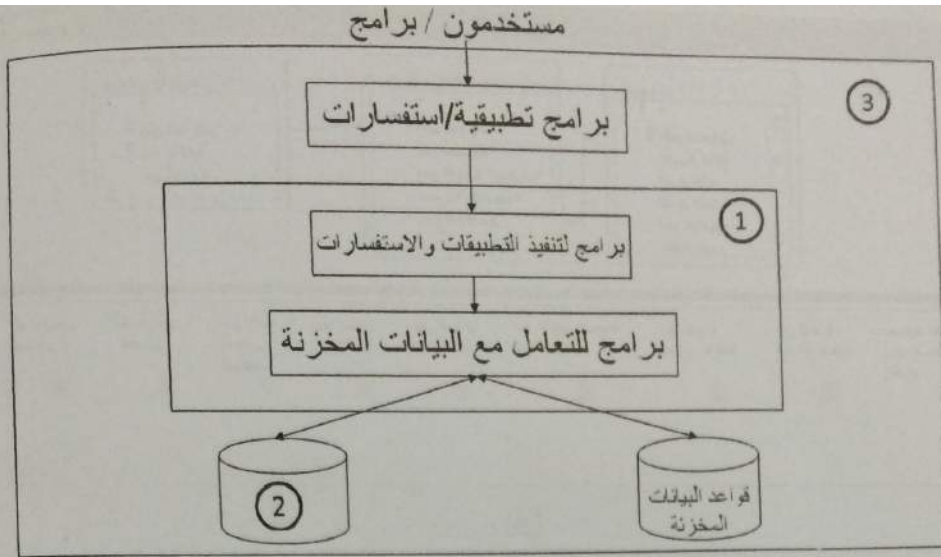 مستخدمون / برامج
3
برامج تطبيقية/استفسارات
1
برامج لتنفيذ التطبيقات والاستفسارات
برامج للتعامل مع البيانات المخزنة
2
قواعد البيانات
المخزنة